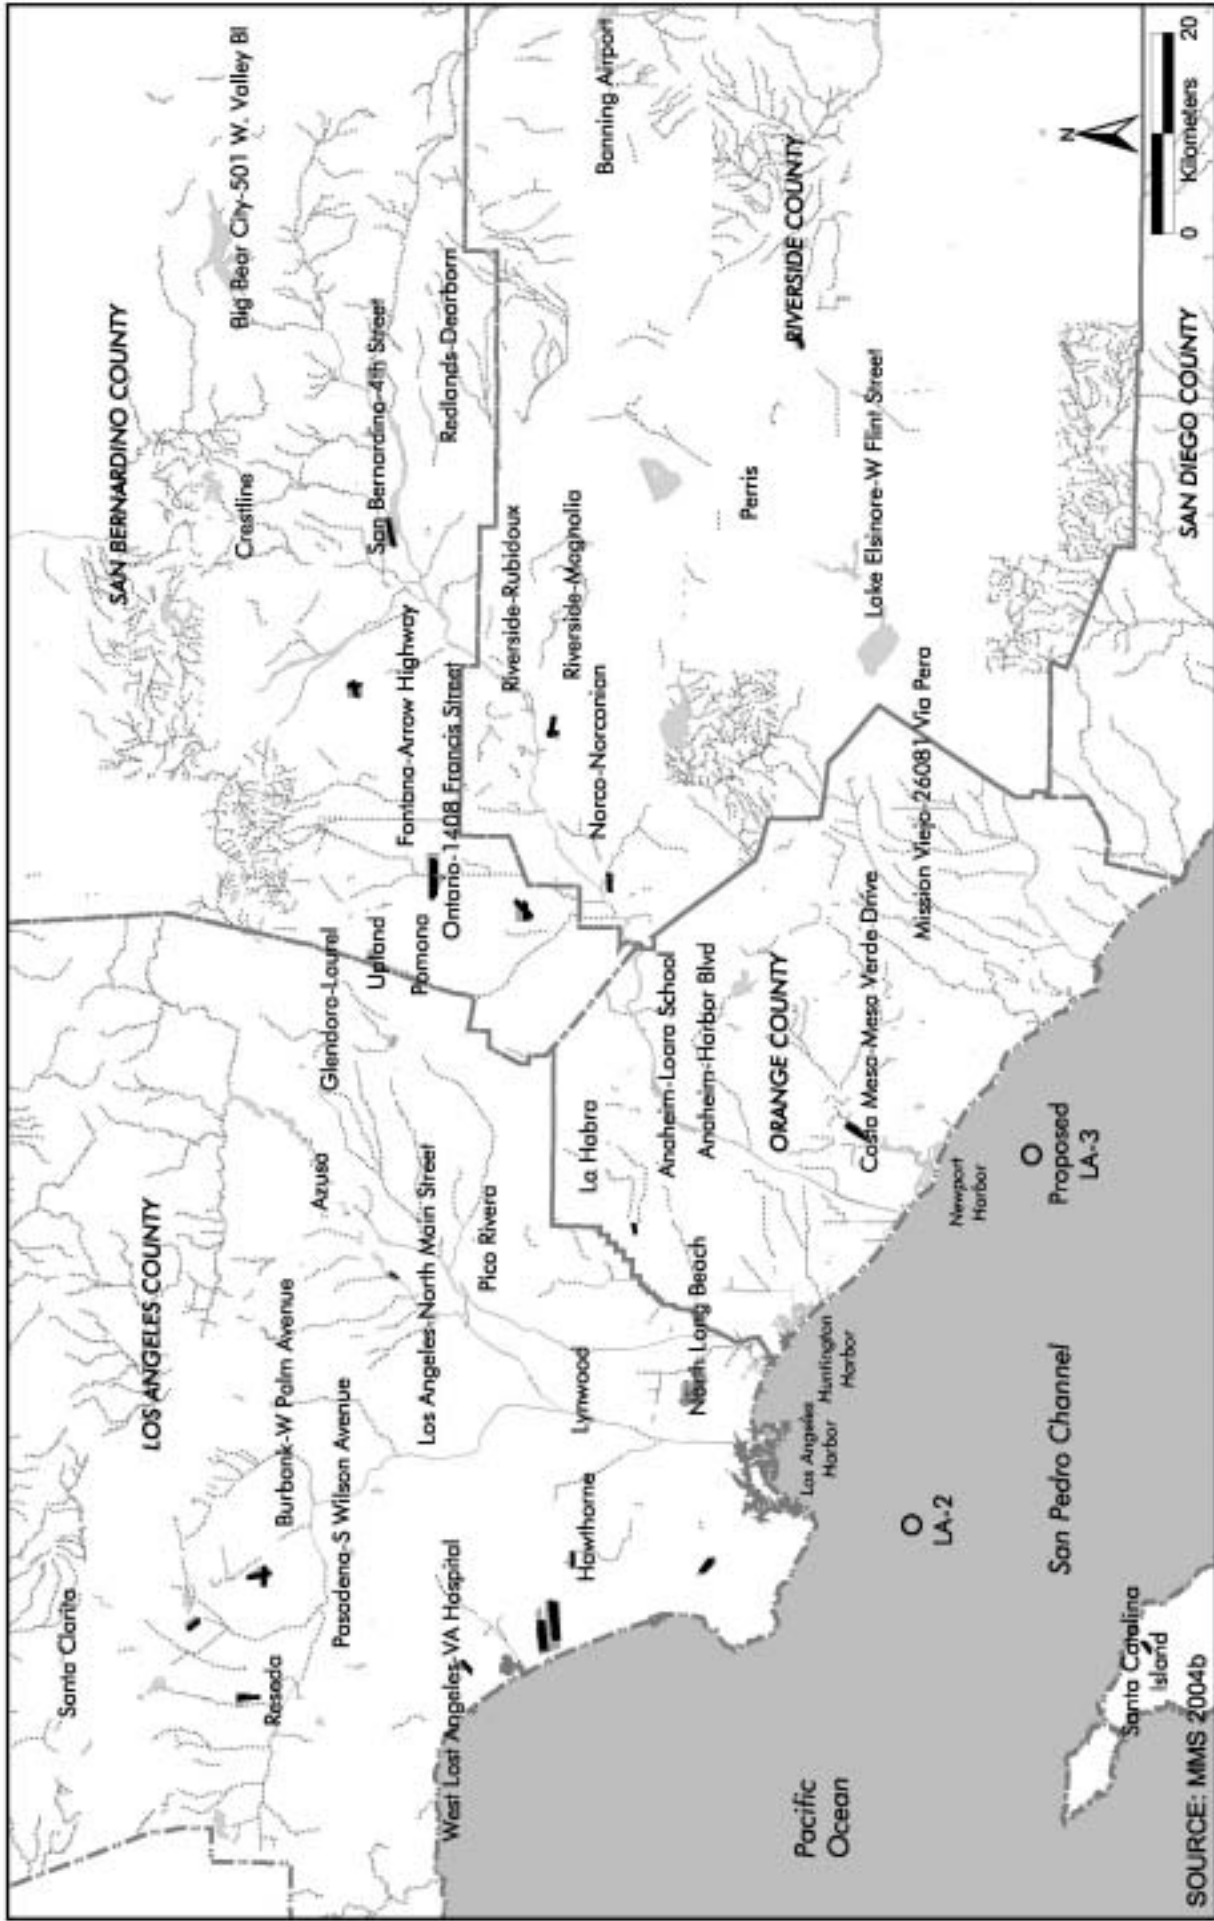 SAN BERNARDINO COUNTY
Big Bear City-501 W. Valley Bl
Santa Clarita
LOS ANGELES COUNTY
Crestline
Reseda
Burbank-W Palm Avenue
Azusa
Glendora-Laurel
Upland
Pomona
Fontana-Arrow Highway
San Bernardino-4th Street
Pasadena-S Wilson Avenue
Los Angeles-North Main Street
Ontario-1408 Francis Street
Redlands-Dearborn
West Lost Angeles-VA Hospital
Pico Rivera
Riverside-Rubidoux
Riverside-Magnolia
Banning Airport
Hawthorne
Lynwood
La Habra
Norco-Norconian
North Long Beach
Anaheim-Loara School
Anaheim-Harbor Blvd
Perris
ORANGE COUNTY
RIVERSIDE COUNTY
Los Angeles
Harbor
Huntington
Harbor
Costa Mesa-Mesa Verde Drive
Lake Elsinore-W Flint Street
Mission Viejo-26081 Via Pera
Pacific
Ocean
Newport
Harbor
LA-2
Proposed
LA-3
San Pedro Channel
Santa Catalina
Island
SAN DIEGO COUNTY
N
0 Kilometers 20
SOURCE: MMS 2004b